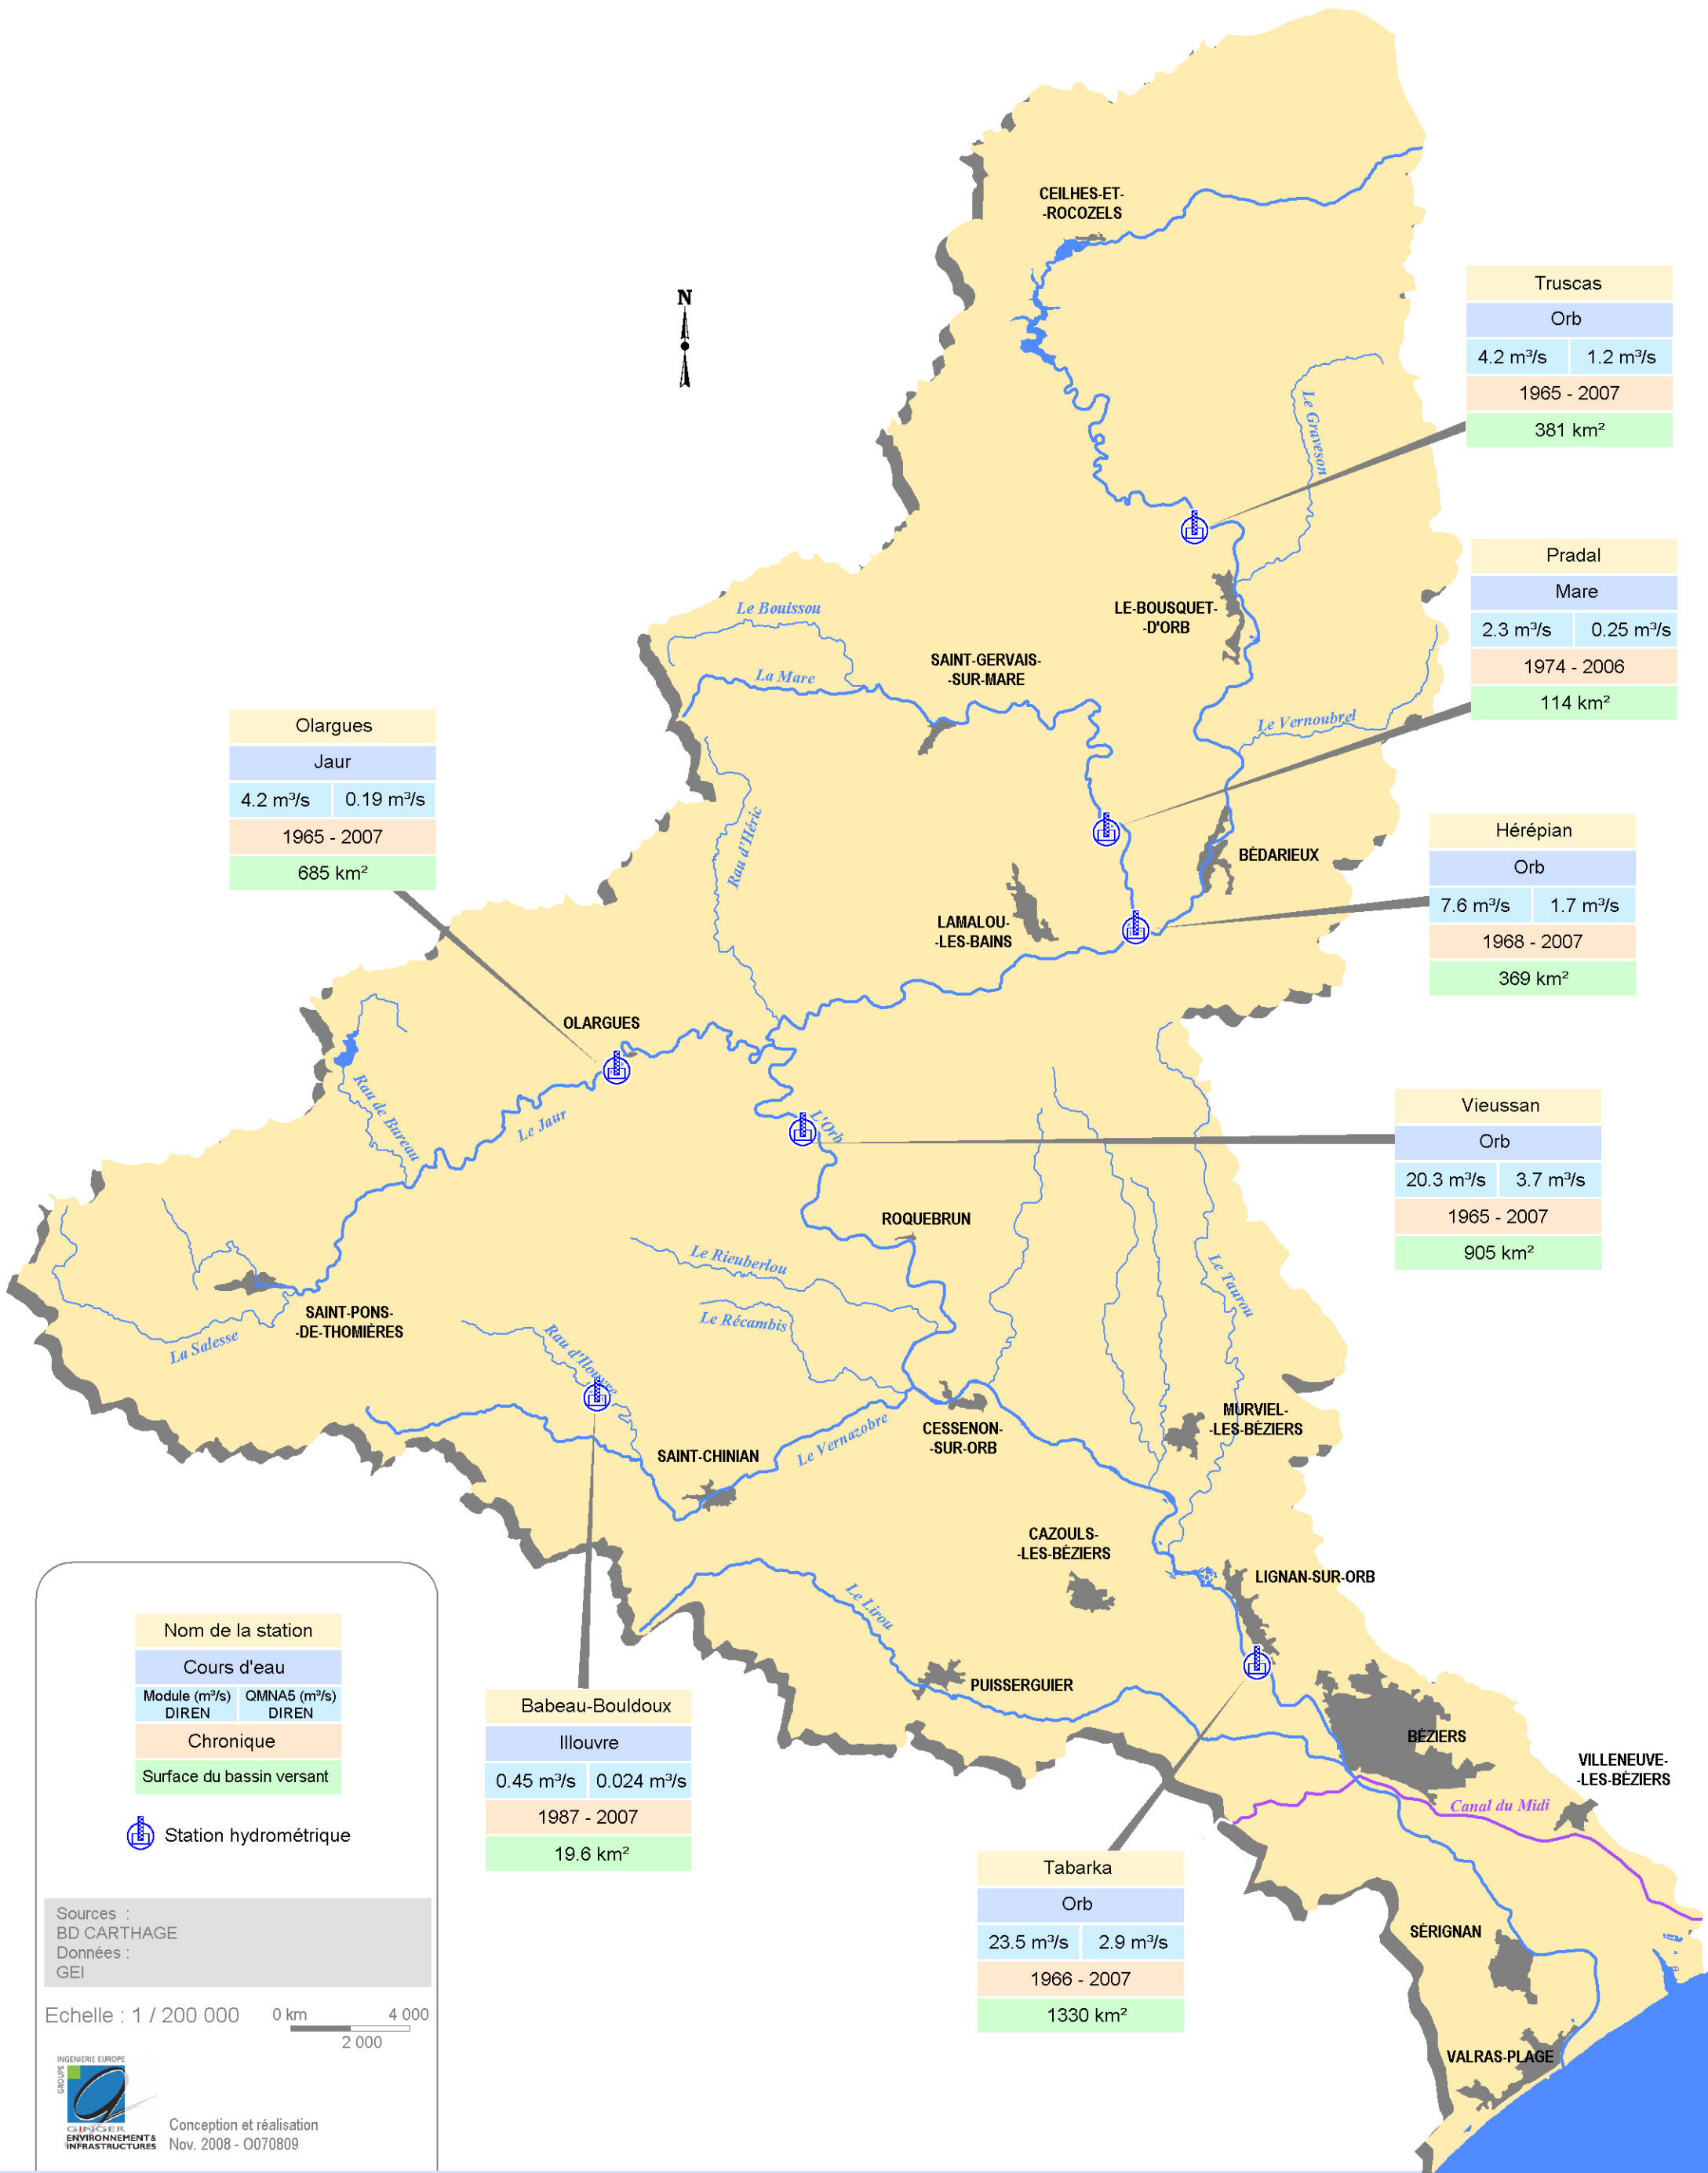 CEILHES-ET-
-ROCOZELS
N
Truscas
Orb
4.2 m³/s 1.2 m³/s
1965 - 2007
381 km²
Le Graveson
Pradal
Mare
2.3 m³/s 0.25 m³/s
1974 - 2006
114 km²
LE-BOUSQUET-
-D'ORB
Le Bouissou
SAINT-GERVAIS-
-SUR-MARE
La Mare
Le Vernoubrel
Olargues
Jaur
4.2 m³/s 0.19 m³/s
1965 - 2007
685 km²
Rau d'Héric
Hérépian
Orb
7.6 m³/s 1.7 m³/s
1968 - 2007
369 km²
BÉDARIEUX
LAMALOU-
-LES-BAINS
OLARGUES
Rau de Bureau
Le Jaur
L'Orb
Vieussan
Orb
20.3 m³/s 3.7 m³/s
1965 - 2007
905 km²
ROQUEBRUN
Le Rieuberlou
Le Taurou
SAINT-PONS-
-DE-THOMIÈRES
La Salesse
Le Récambis
Rau d'Ilouvre
MURVIEL-
-LES-BÉZIERS
CESSENON-
-SUR-ORB
Le Vernazobre
SAINT-CHINIAN
CAZOULS-
-LES-BÉZIERS
LIGNAN-SUR-ORB
Le Lirou
PUISSERGUIER
BÉZIERS
VILLENEUVE-
-LES-BÉZIERS
Canal du Midi
Babeau-Bouldoux
Illouvre
0.45 m³/s 0.024 m³/s
1987 - 2007
19.6 km²
Tabarka
Orb
23.5 m³/s 2.9 m³/s
1966 - 2007
1330 km²
SÉRIGNAN
VALRAS-PLAGE
Nom de la station
Cours d'eau
Module (m³/s) QMNA5 (m³/s)
DIREN DIREN
Chronique
Surface du bassin versant
Station hydrométrique
Sources :
BD CARTHAGE
Données :
GEI
Echelle : 1 / 200 000 0 km 4 000
2 000
INGENIERIE EUROPE
GROUPE
GINGER
ENVIRONNEMENT&
INFRASTRUCTURES
Conception et réalisation
Nov. 2008 - O070809